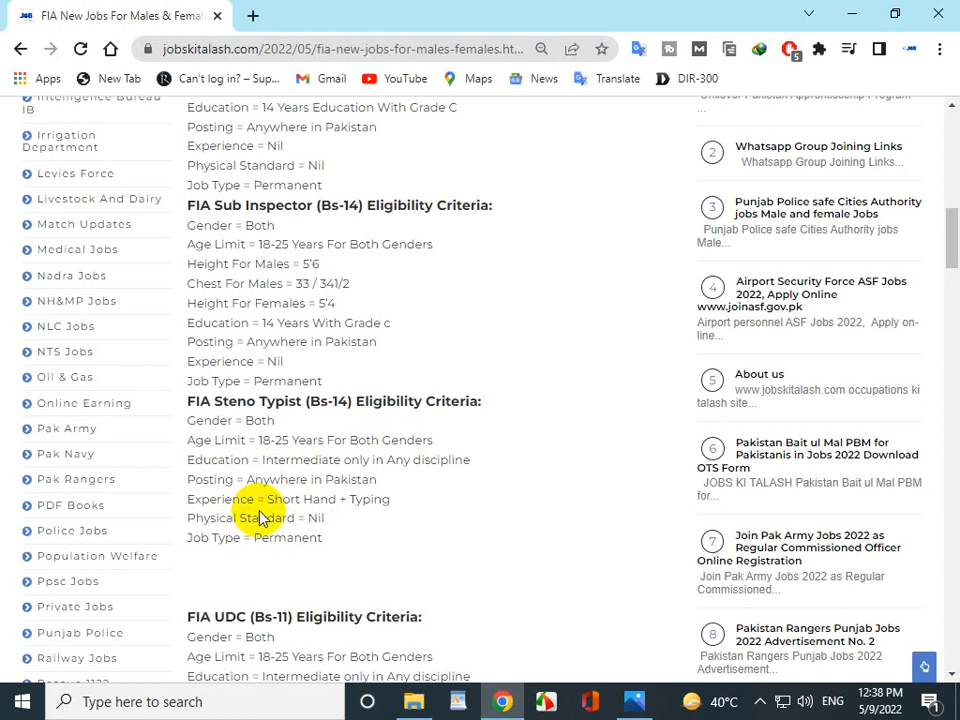 FIA New Jobs For Males & Femal
jobskitalash.com/2022/05/fia-new-jobs-for-males-females.ht...
5
Apps
New Tab
Can't log in? – Sup...
Gmail
YouTube
Maps
News
Translate
DIR-300
Intelligence Bureau
IB
Irrigation
Department
Levies Force
Livestock And Dairy
Match Updates
Medical Jobs
Nadra Jobs
NH&MP Jobs
NLC Jobs
NTS Jobs
Oil & Gas
Online Earning
Pak Army
Pak Navy
Pak Rangers
PDF Books
Police Jobs
Population Welfare
Ppsc Jobs
Private Jobs
Punjab Police
Railway Jobs
Rescue 1122
Education = 14 Years Education With Grade C
Posting = Anywhere in Pakistan
Experience = Nil
Physical Standard = Nil
Job Type = Permanent
FIA Sub Inspector (Bs-14) Eligibility Criteria:
Gender = Both
Age Limit = 18-25 Years For Both Genders
Height For Males = 5’6
Chest For Males = 33 / 341/2
Height For Females = 5’4
Education = 14 Years With Grade c
Posting = Anywhere in Pakistan
Experience = Nil
Job Type = Permanent
FIA Steno Typist (Bs-14) Eligibility Criteria:
Gender = Both
Age Limit = 18-25 Years For Both Genders
Education = Intermediate only in Any discipline
Posting = Anywhere in Pakistan
Experience = Short Hand + Typing
Physical Standard = Nil
Job Type = Permanent
FIA UDC (Bs-11) Eligibility Criteria:
Gender = Both
Age Limit = 18-25 Years For Both Genders
Education = Intermediate only in Any discipline
Unilever Pakistan Apprenticeship Program
...
2 Whatsapp Group Joining Links
Whatsapp Group Joining Links...
3 Punjab Police safe Cities Authority
jobs Male and female Jobs
Punjab Police safe Cities Authority jobs
Male...
4 Airport Security Force ASF Jobs
2022, Apply Online
www.joinasf.gov.pk
Airport personnel ASF Jobs 2022, Apply on-
line...
5 About us
www.jobskitalash.com occupations ki
talash site...
6 Pakistan Bait ul Mal PBM for
Pakistanis in Jobs 2022 Download
OTS Form
JOBS KI TALASH Pakistan Bait ul Mal PBM
for...
7 Join Pak Army Jobs 2022 as
Regular Commissioned Officer
Online Registration
Join Pak Army Jobs 2022 as Regular
Commissioned...
8 Pakistan Rangers Punjab Jobs
2022 Advertisement No. 2
Pakistan Rangers Punjab Jobs 2022
Advertisement...
Type here to search
40°C
ENG
12:38 PM
5/9/2022
1